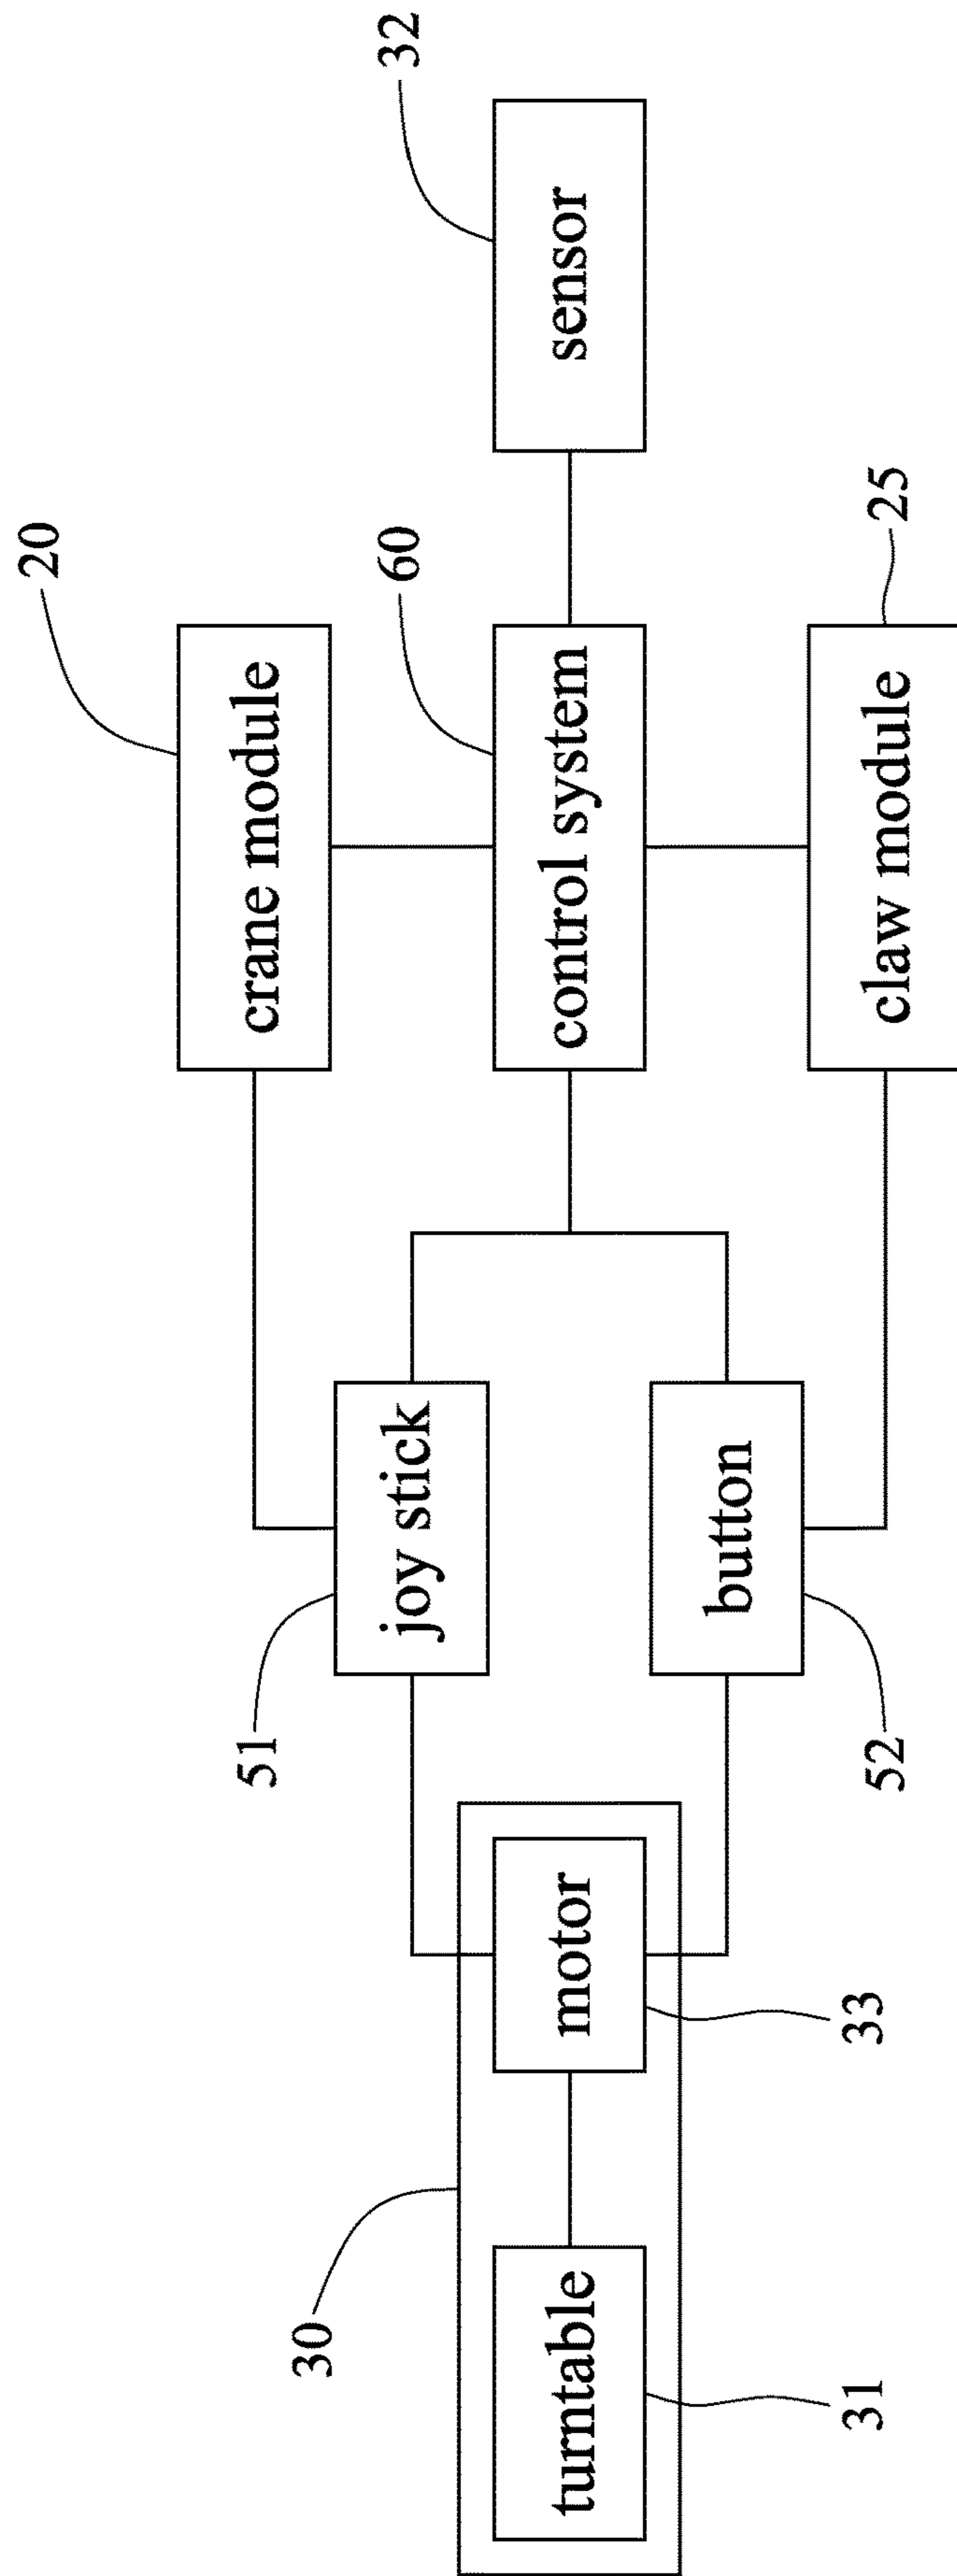 20
crane module
32
60
51
joy stick
30
turntable
motor
control system
sensor
button
31
33
52
claw module
25